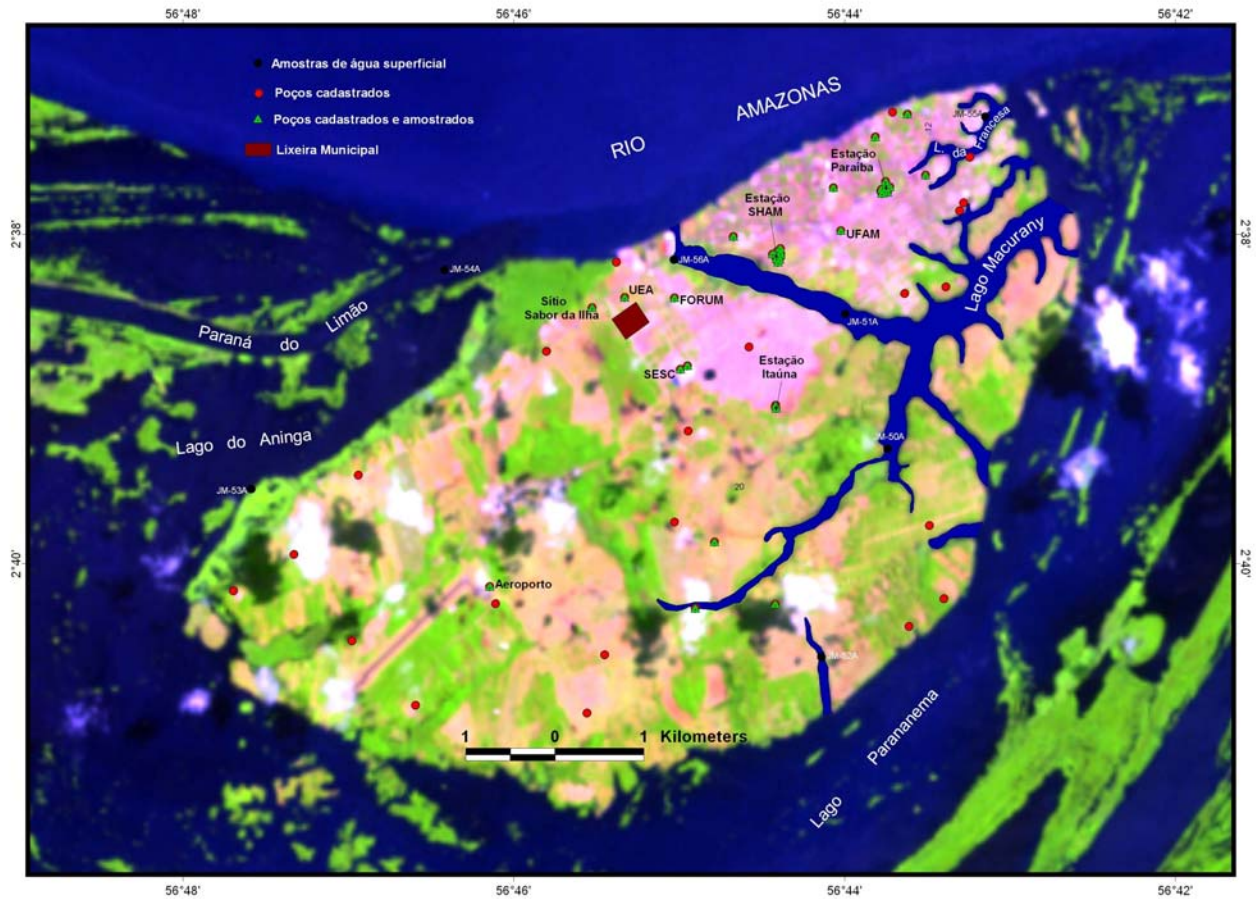 56°48'
56°46'
56°44'
56°42'
Amostras de água superficial
Poços cadastrados
Poços cadastrados e amostrados
Lixeira Municipal
RIO AMAZONAS
JM-55A
12
L. da Francesa
Estação
Paraíba
Estação
SHAM
UFAM
2°38'
2°38'
Lago Macurany
JM-56A
JM-54A
UEA
FORUM
Sítio
Sabor da Ilha
Paraná do Limão
JM-51A
SESC
Estação
Itaúna
Lago do Aninga
JM-50A
JM-53A
20
2°40'
2°40'
Aeroporto
JM-52A
Lago Parananema
1 0 1 Kilometers
56°48'
56°46'
56°44'
56°42'